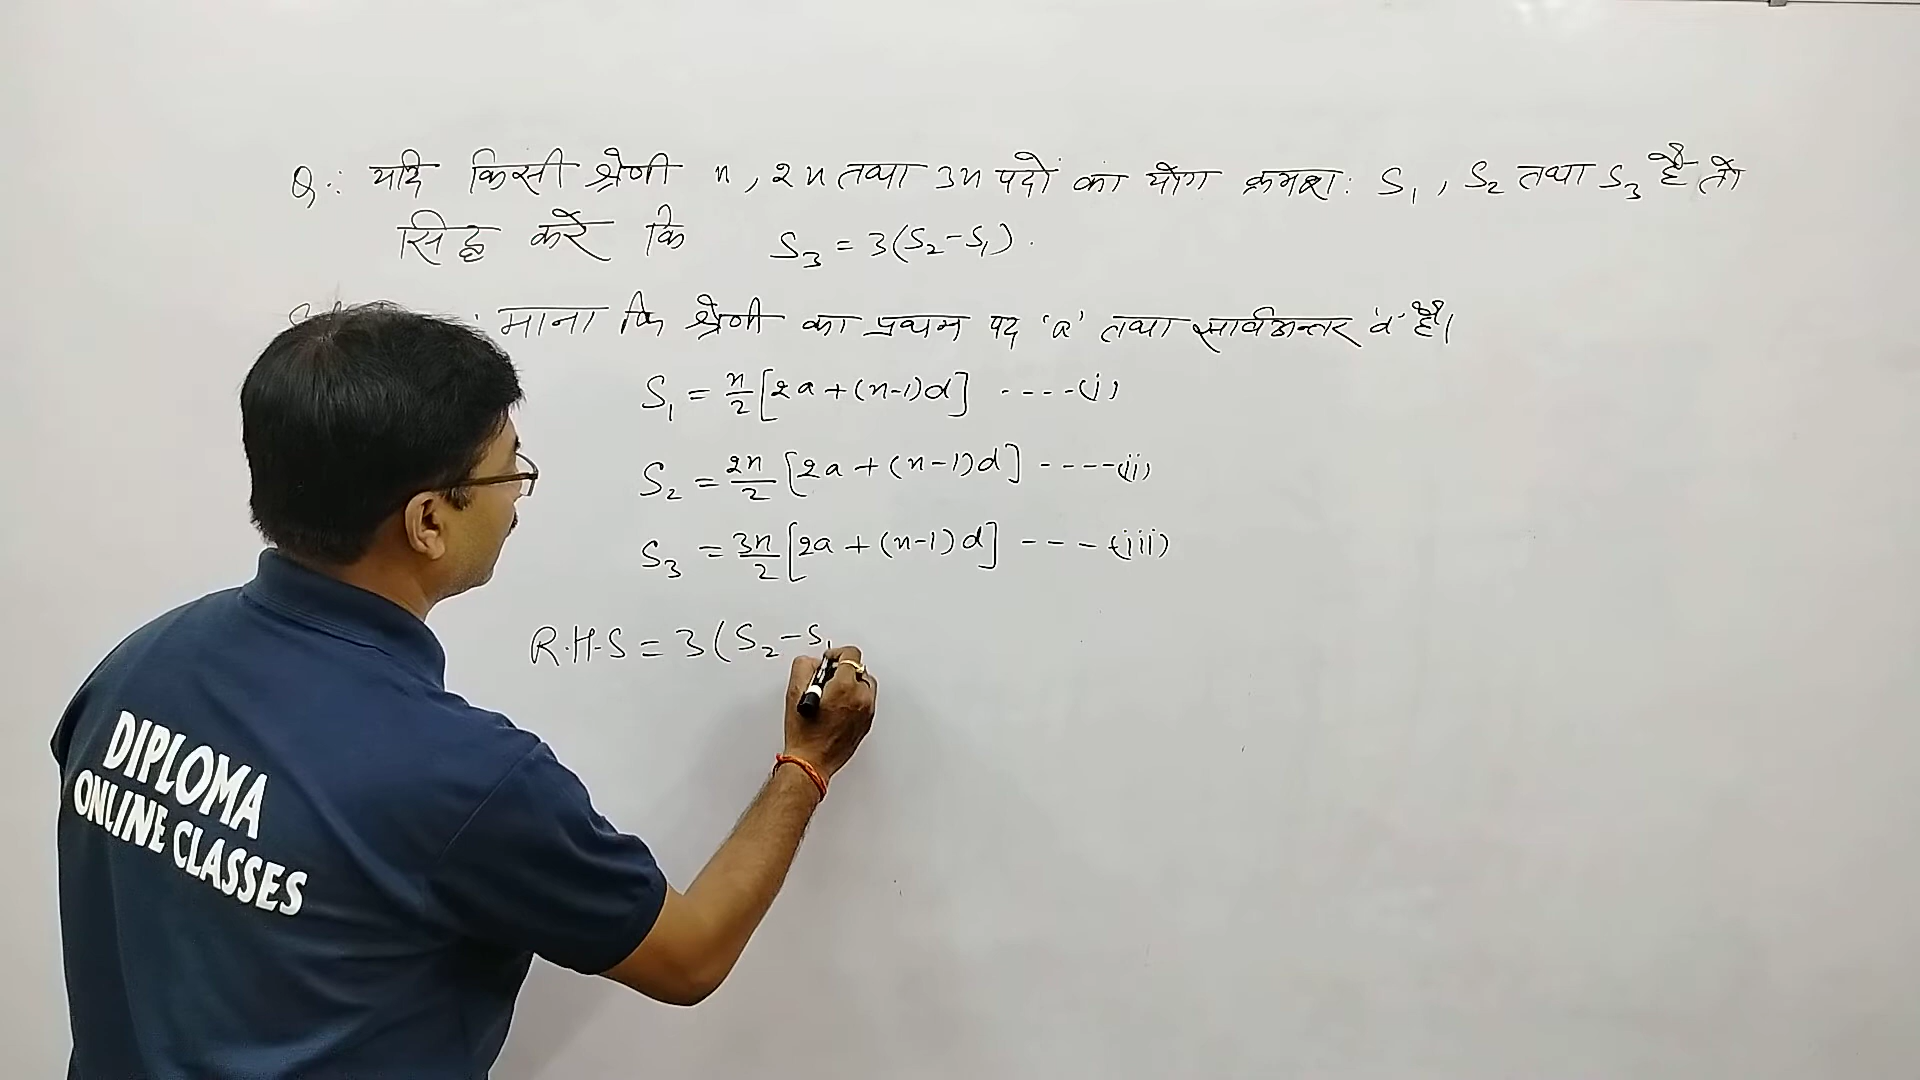 Q.: यदि किसी श्रेणी n, 2n तथा 3n पदों का योग क्रमश: S₁, S₂ तथा S₃ है तो
सिद्ध करें कि S₃ = 3(S₂-S₁).
: माना कि श्रेणी का प्रथम पद 'a' तथा सार्वअन्तर 'd' है।
S₁ = n/2 [2a+(n-1)d] ----(i)
S₂ = 2n/2 [2a+(n-1)d] ----(ii)
S₃ = 3n/2 [2a+(n-1)d] ---(iii)
R.H.S = 3(S₂-S₁
DIPLOMA
ONLINE CLASSES